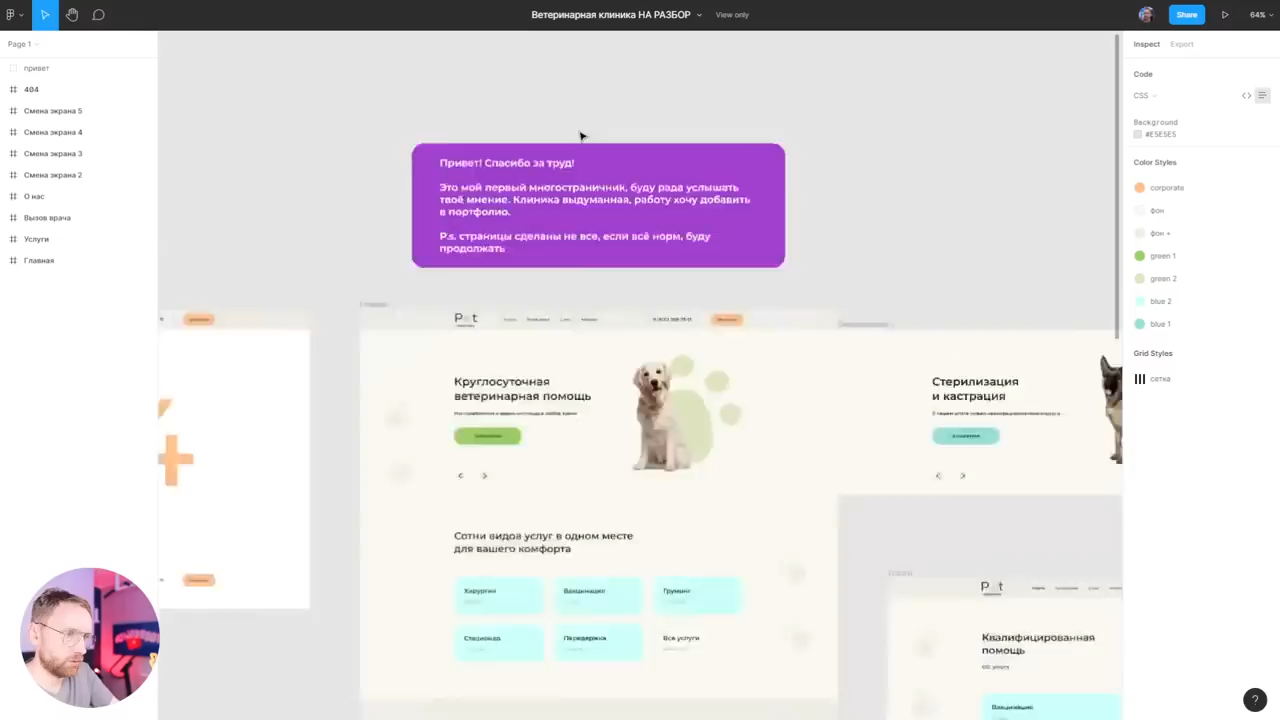 Ветеринарная клиника НА РАЗБОР
View only
Share
64%
Page 1
привет
404
Смена экрана 5
Смена экрана 4
Смена экрана 3
Смена экрана 2
О нас
Вызов врача
Услуги
Главная
Привет! Спасибо за труд!
Это мой первый многостраничник, буду рада услышать
твоё мнение. Клиника выдуманная, работу хочу добавить
в портфолио.
P.s. страницы сделаны не все, если всё норм, буду
продолжать
Круглосуточная
ветеринарная помощь
Стерилизация
и кастрация
Сотни видов услуг в одном месте
для вашего комфорта
Хирургия
Вакцинация
Груминг
Стационар
Передержка
Все услуги
Квалифицированная
помощь
Все услуги
Вакцинация
Inspect
Export
Code
CSS
Background
#E5E5E5
Color Styles
corporate
фон
фон +
green 1
green 2
blue 2
blue 1
Grid Styles
сетка
?